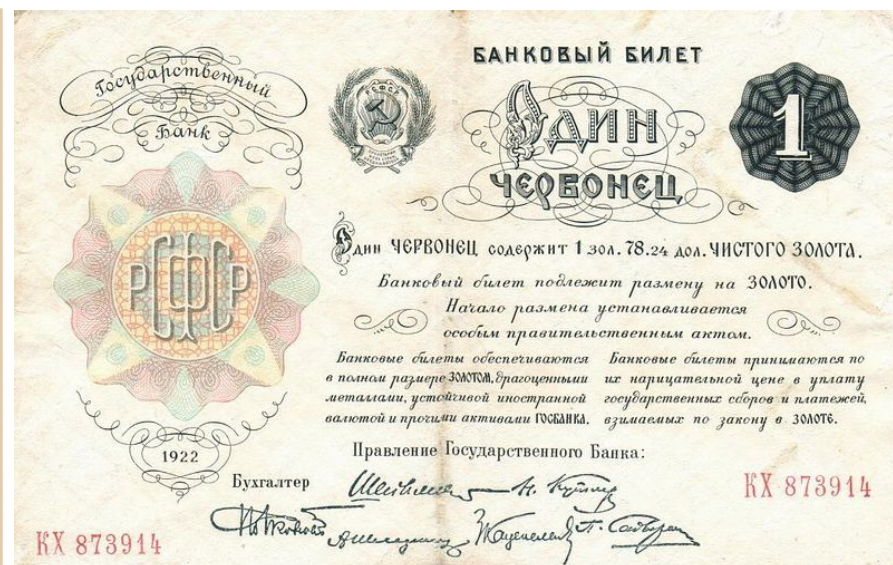 Государственный
Банк
БАНКОВЫЙ БИЛЕТ
ОДИН
ЧЕРВОНЕЦ
1
РСФСР
Один ЧЕРВОНЕЦ содержит 1 зол. 78.24 дол. ЧИСТОГО ЗОЛОТА.
Банковый билет подлежит размену на ЗОЛОТО.
Начало размена устанавливается
особым правительственным актом.
Банковые билеты обеспечиваются
в полном размере ЗОЛОТОМ, драгоценными
металлами, устойчивой иностранной
валютой и прочими активами ГОСБАНКА.
Банковые билеты принимаются по
их нарицательной цене в уплату
государственных сборов и платежей,
взимаемых по закону в ЗОЛОТЕ.
1922
Правление Государственного Банка:
Бухгалтер
КХ 873914
КХ 873914